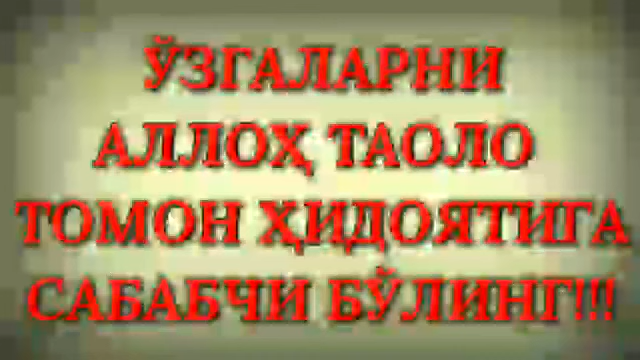 ЎЗГАЛАРНИ
АЛЛОҲ ТАОЛО
ТОМОН ҲИДОЯТИГА
САБАБЧИ БЎЛИНГ!!!